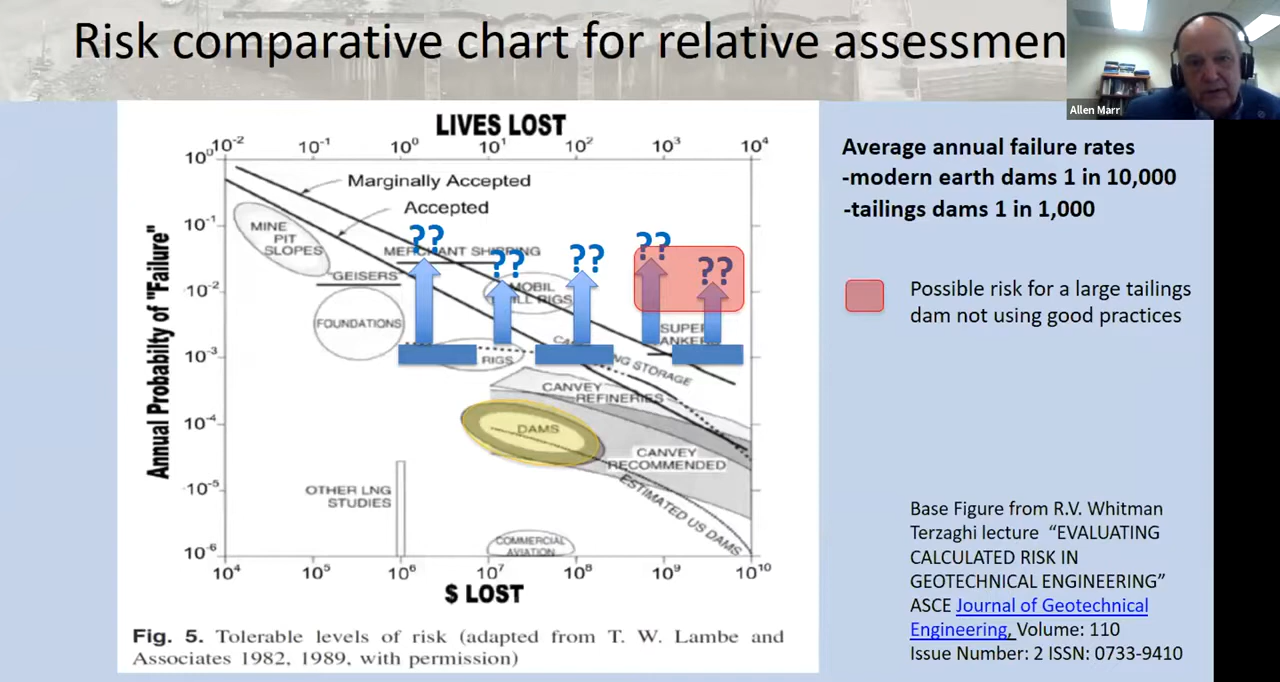 Risk comparative chart for relative assessmen
Allen Marr
LIVES LOST
10-2 10-1 100 101 102 103 104
100
10-1
10-2
10-3
10-4
10-5
10-6
Annual Probabilty of "Failure"
Marginally Accepted
Accepted
MINE
PIT
SLOPES
GEISERS
FOUNDATIONS
MERCHANT SHIPPING
??
??
??
??
??
MOBIL
RIGS
SUPER
RIGS
STORAGE
CANVEY
REFINERIES
DAMS
CANVEY
RECOMMENDED
ESTIMATED US DAMS
OTHER LNG
STUDIES
COMMERCIAL
AVIATION
104 105 106 107 108 109 1010
$ LOST
Fig. 5. Tolerable levels of risk (adapted from T. W. Lambe and
Associates 1982, 1989, with permission)
Average annual failure rates
-modern earth dams 1 in 10,000
-tailings dams 1 in 1,000
Possible risk for a large tailings
dam not using good practices
Base Figure from R.V. Whitman
Terzaghi lecture “EVALUATING
CALCULATED RISK IN
GEOTECHNICAL ENGINEERING”
ASCE Journal of Geotechnical
Engineering, Volume: 110
Issue Number: 2 ISSN: 0733-9410